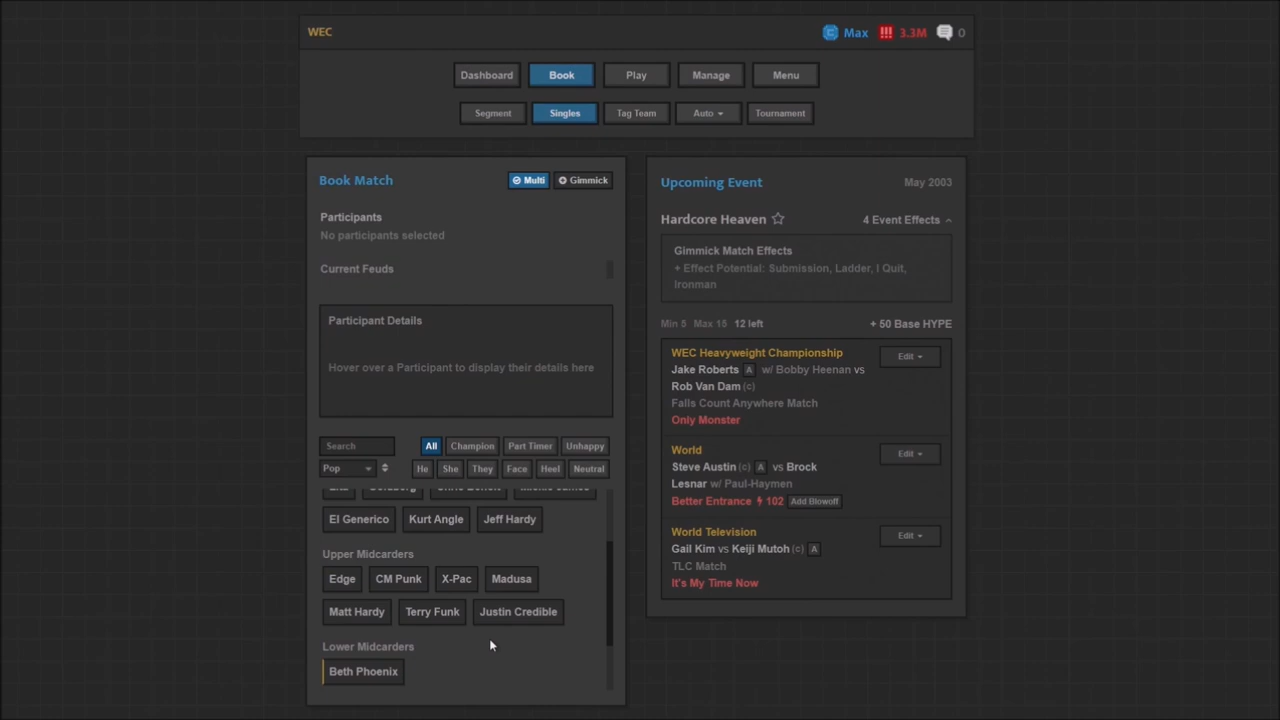 WEC
Max 3.3M 0
Dashboard Book Play Manage Menu
Segment Singles Tag Team Auto Tournament
Book Match Multi Gimmick
Participants
No participants selected
Current Feuds
Participant Details
Hover over a Participant to display their details here
Search All Champion Part Timer Unhappy
Pop He She They Face Heel Neutral
Goldberg Chris Benoit Mickie James
El Generico Kurt Angle Jeff Hardy
Upper Midcarders
Edge CM Punk X-Pac Madusa
Matt Hardy Terry Funk Justin Credible
Lower Midcarders
Beth Phoenix
Upcoming Event May 2003
Hardcore Heaven 4 Event Effects
Gimmick Match Effects
+ Effect Potential: Submission, Ladder, I Quit,
Ironman
Min 5 Max 15 12 left + 50 Base HYPE
WEC Heavyweight Championship Edit
Jake Roberts A w/ Bobby Heenan vs
Rob Van Dam (c)
Falls Count Anywhere Match
Only Monster
World Edit
Steve Austin (c) A vs Brock
Lesnar w/ Paul-Haymen
Better Entrance 102 Add Blowoff
World Television Edit
Gail Kim vs Keiji Mutoh (c) A
TLC Match
It's My Time Now